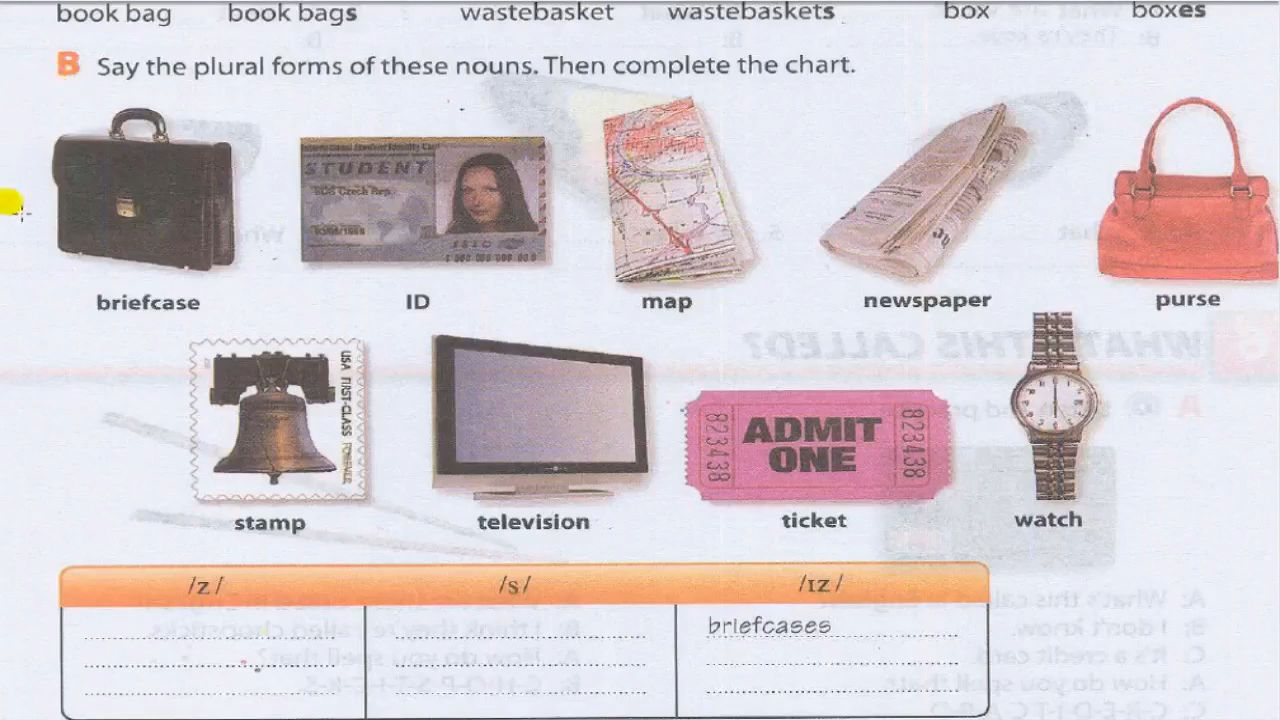 book bag book bags wastebasket wastebaskets box boxes
B Say the plural forms of these nouns. Then complete the chart.
STUDENT
briefcase ID map newspaper purse
USA FIRST-CLASS
823438 ADMIT ONE 823438
stamp television ticket watch
/z/ /s/ /ɪz/
briefcases